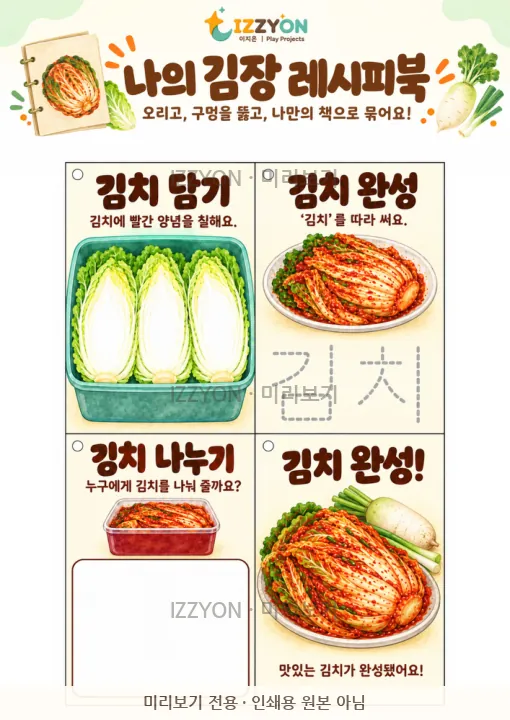 IZZYON
이지온 | Play Projects
나의 김장 레시피북
오리고, 구멍을 뚫고, 나만의 책으로 묶어요!
IZZYON · 미리보기
김치 담기
김치에 빨간 양념을 칠해요.
김치 완성
‘김치’를 따라 써요.
김치
IZZYON · 미리보기
김치 나누기
누구에게 김치를 나눠 줄까요?
김치 완성!
IZZYON · 미리보기
맛있는 김치가 완성됐어요!
미리보기 전용 · 인쇄용 원본 아님